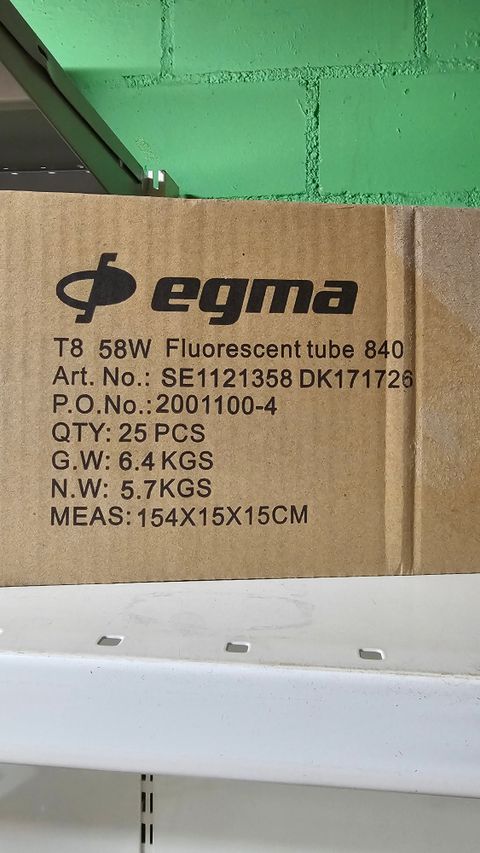 egma
T8 58W Fluorescent tube 840
Art. No.: SE1121358 DK171726
P.O.No.:2001100-4
QTY: 25 PCS
G.W: 6.4 KGS
N.W: 5.7KGS
MEAS: 154X15X15CM